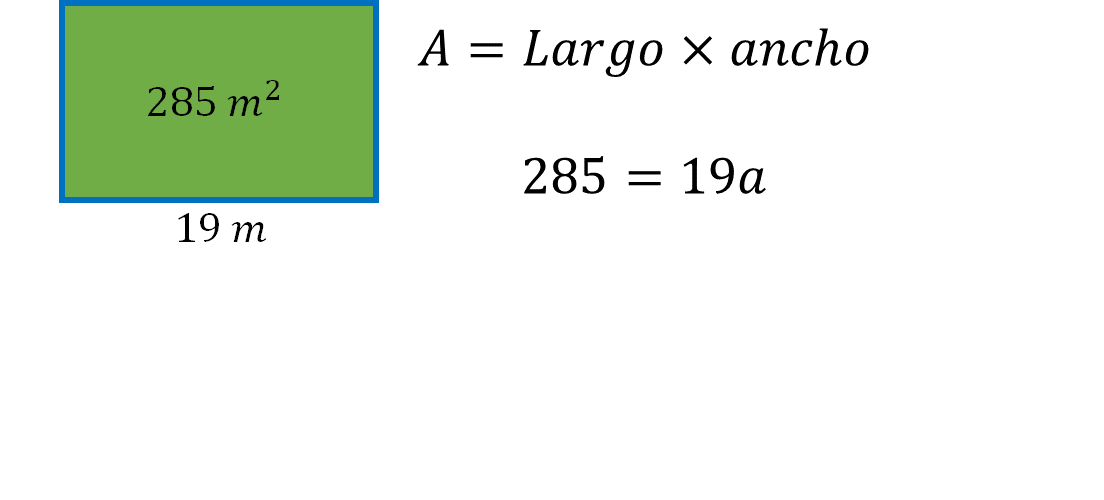 285 m²
19 m
A = Largo × ancho
285 = 19a